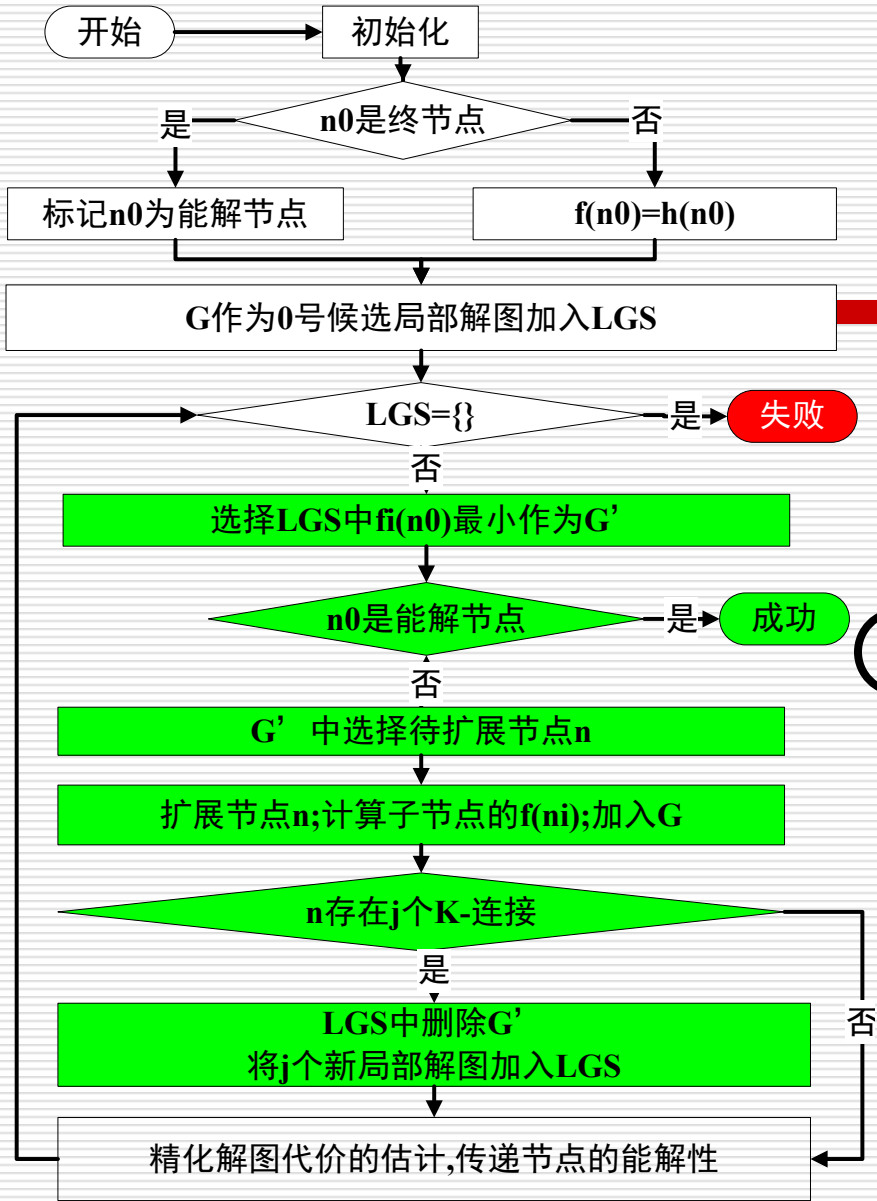 开始
初始化
n0是终节点
是
否
标记n0为能解节点
f(n0)=h(n0)
G作为0号候选局部解图加入LGS
LGS={}
是
失败
否
选择LGS中fi(n0)最小作为G’
n0是能解节点
是
成功
否
G’ 中选择待扩展节点n
扩展节点n;计算子节点的f(ni);加入G
n存在j个K-连接
是
否
LGS中删除G’
将j个新局部解图加入LGS
精化解图代价的估计,传递节点的能解性